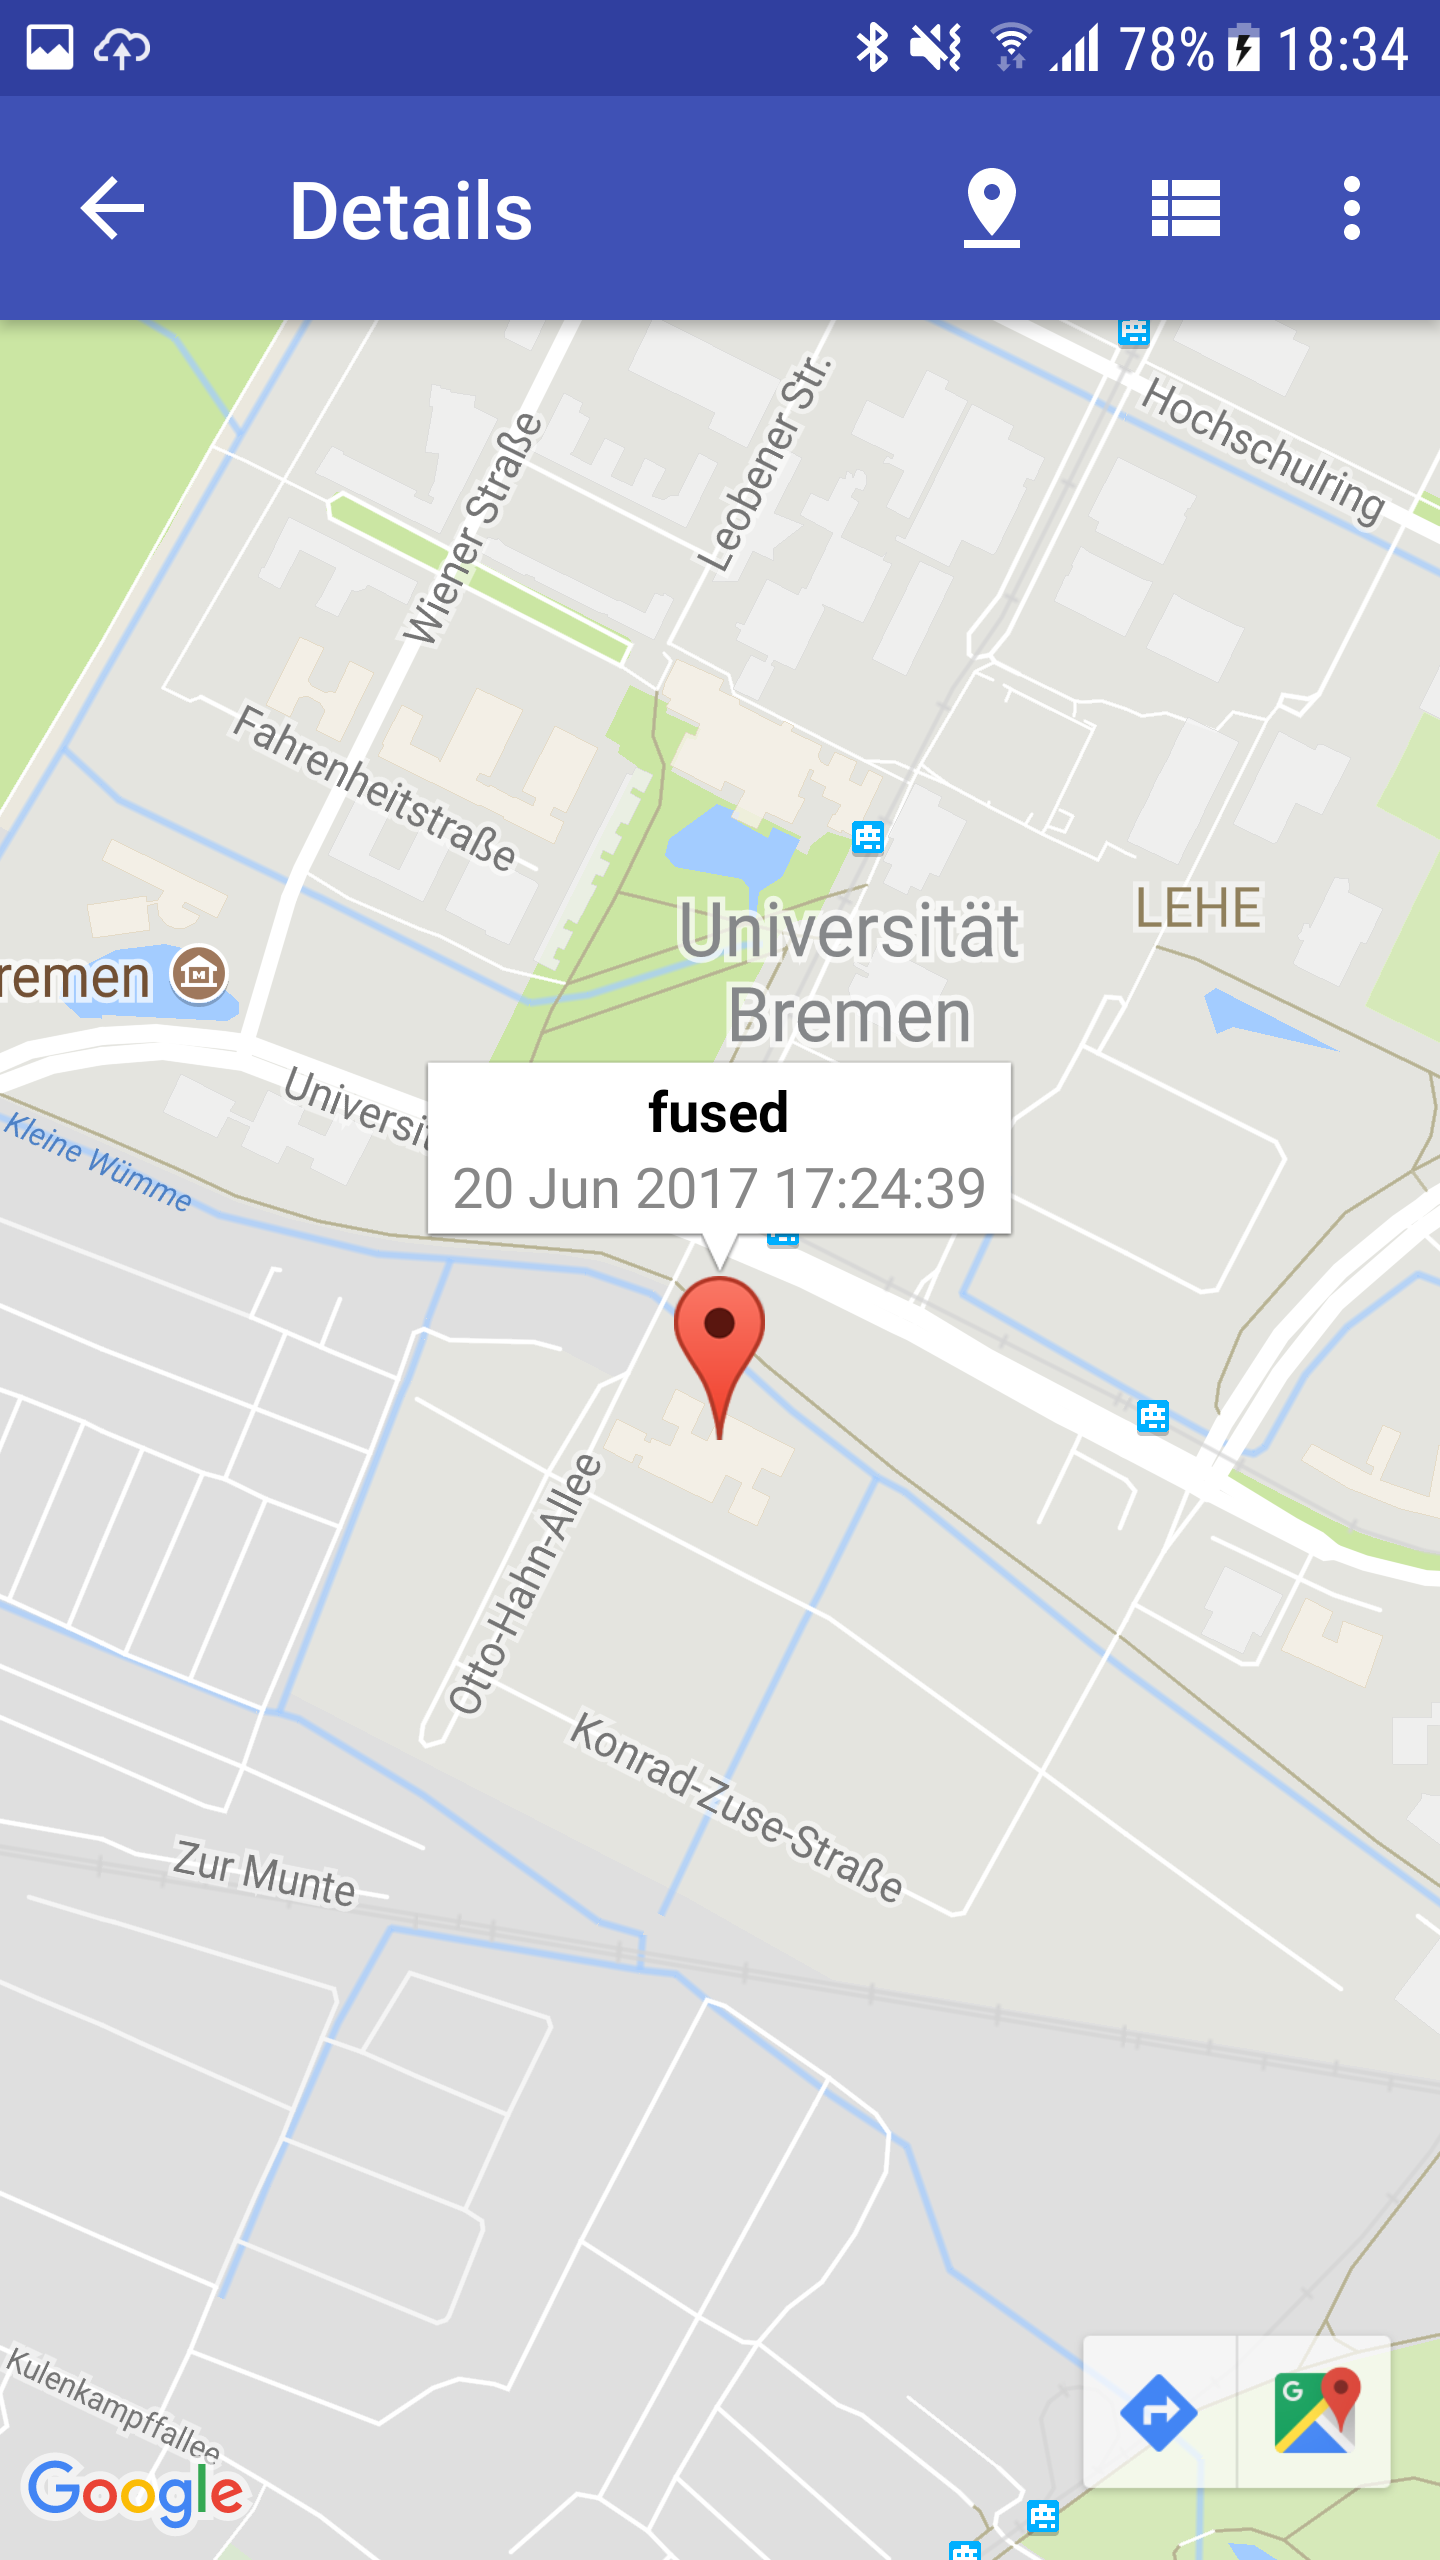 78% 18:34
Details
Hochschulring
Leobener Str.
Wiener Straße
Fahrenheitstraße
LEHE
Universität
Bremen
remen
Universit
Kleine Wümme
fused
20 Jun 2017 17:24:39
Otto-Hahn-Allee
Konrad-Zuse-Straße
Zur Munte
Kulenkampffallee
Google